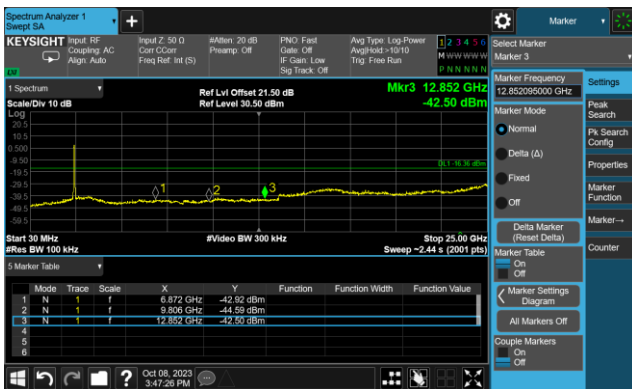 Spectrum Analyzer 1
Swept SA
+
Marker
KEYSIGHT
Input: RF
Coupling: AC
Align: Auto
Input Z: 50 Ω
Corr CCorr
Freq Ref: Int (S)
#Atten: 20 dB
Preamp: Off
PNO: Fast
Gate: Off
IF Gain: Low
Sig Track: Off
Avg Type: Log-Power
Avg|Hold:>10/10
Trig: Free Run
1 2 3 4 5 6
M W W W W W
P N N N N N
Select Marker
Marker 3
1 Spectrum
Scale/Div 10 dB
Ref Lvl Offset 21.50 dB
Ref Level 30.50 dBm
Mkr3 12.852 GHz
-42.50 dBm
Log
20.5
10.5
0.500
-9.50
-19.5
-29.5
-39.5
-49.5
-59.5
DL1 -16.36 dBm
1
2
3
Start 30 MHz
#Res BW 100 kHz
#Video BW 300 kHz
Stop 25.00 GHz
Sweep ~2.44 s (2001 pts)
5 Marker Table
Mode Trace Scale X Y Function Function Width Function Value
1 N 1 f 6.872 GHz -42.92 dBm
2 N 1 f 9.806 GHz -44.59 dBm
3 N 1 f 12.852 GHz -42.50 dBm
4
5
6
Marker Frequency
12.852095000 GHz
Marker Mode
Normal
Delta (Δ)
Fixed
Off
Delta Marker
(Reset Delta)
Marker Table
On
Off
Marker Settings
Diagram
All Markers Off
Couple Markers
On
Off
Settings
Peak
Search
Pk Search
Config
Properties
Marker
Function
Marker→
Counter
?
Oct 08, 2023
3:47:26 PM